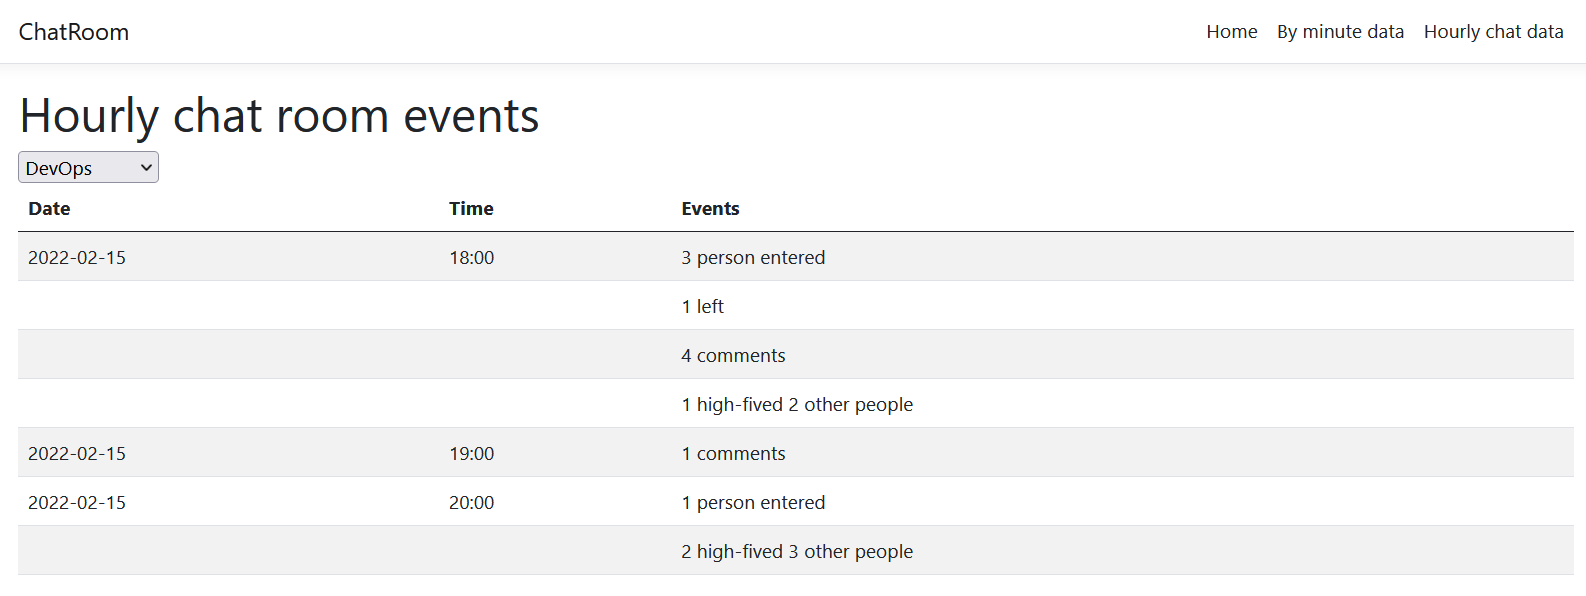 ChatRoom Home By minute data Hourly chat data
Hourly chat room events
DevOps
Date Time Events
2022-02-15 18:00 3 person entered
1 left
4 comments
1 high-fived 2 other people
2022-02-15 19:00 1 comments
2022-02-15 20:00 1 person entered
2 high-fived 3 other people